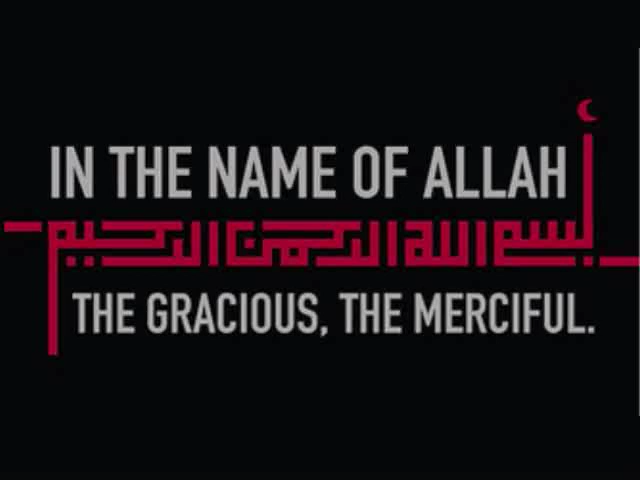 IN THE NAME OF ALLAH
بسم الله الرحمن الرحيم
THE GRACIOUS, THE MERCIFUL.